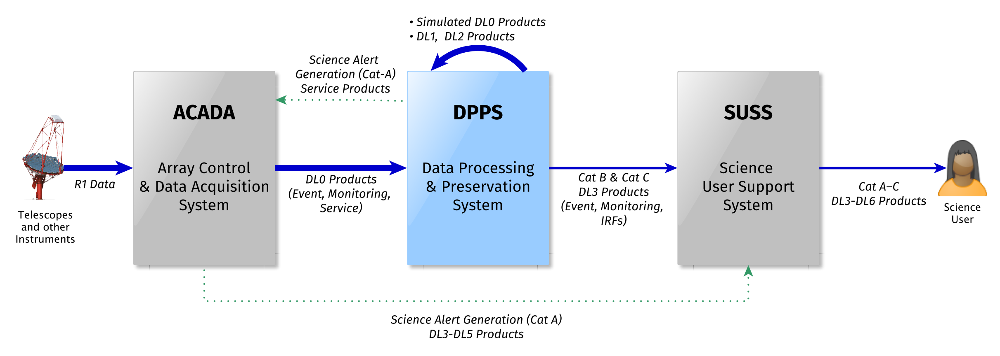 • Simulated DL0 Products
• DL1, DL2 Products
Science Alert
Generation (Cat-A)
Service Products
ACADA
Array Control
& Data Acquisition
System
DPPS
Data Processing
& Preservation
System
SUSS
Science
User Support
System
R1 Data
Telescopes
and other
Instruments
DL0 Products
(Event, Monitoring,
Service)
Cat B & Cat C
DL3 Products
(Event, Monitoring,
IRFs)
Cat A–C
DL3-DL6 Products
Science
User
Science Alert Generation (Cat A)
DL3-DL5 Products